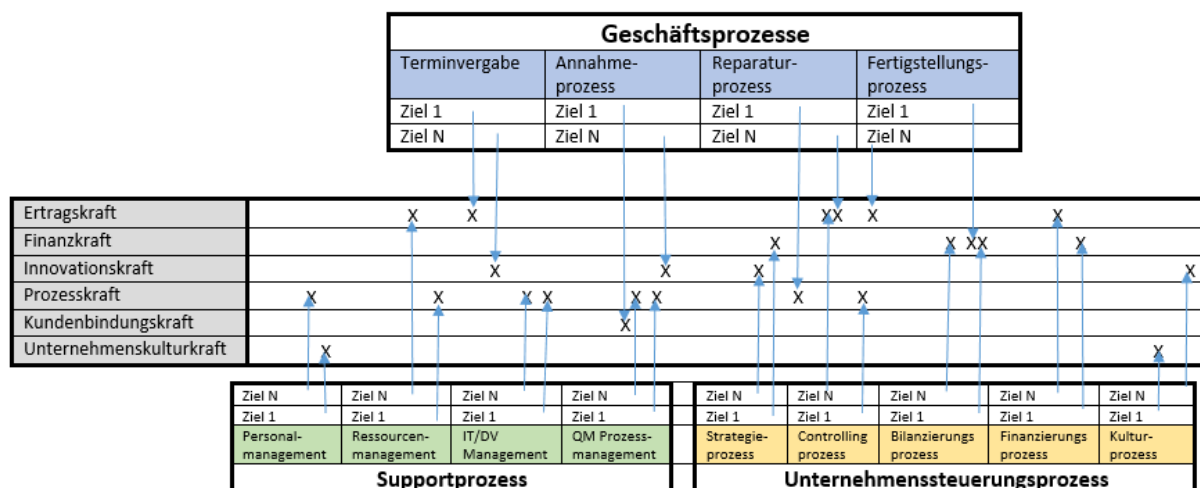 Geschäftsprozesse
Terminvergabe Annahme- Reparatur- Fertigstellungs-
prozess prozess prozess
Ziel 1 Ziel 1 Ziel 1 Ziel 1
Ziel N Ziel N Ziel N Ziel N
Ertragskraft X X X X X X
Finanzkraft X X X X X
Innovationskraft X X X X
Prozesskraft X X X X X X X X
Kundenbindungskraft X
Unternehmenskulturkraft X X
Ziel N Ziel N Ziel N Ziel N Ziel N Ziel N Ziel N Ziel N Ziel N
Ziel 1 Ziel 1 Ziel 1 Ziel 1 Ziel 1 Ziel 1 Ziel 1 Ziel 1 Ziel 1
Personal- Ressourcen- IT/DV QM Prozess- Strategie- Controlling Bilanzierungs Finanzierungs Kultur-
management management Management management prozess prozess prozess prozess prozess
Supportprozess Unternehmenssteuerungsprozess